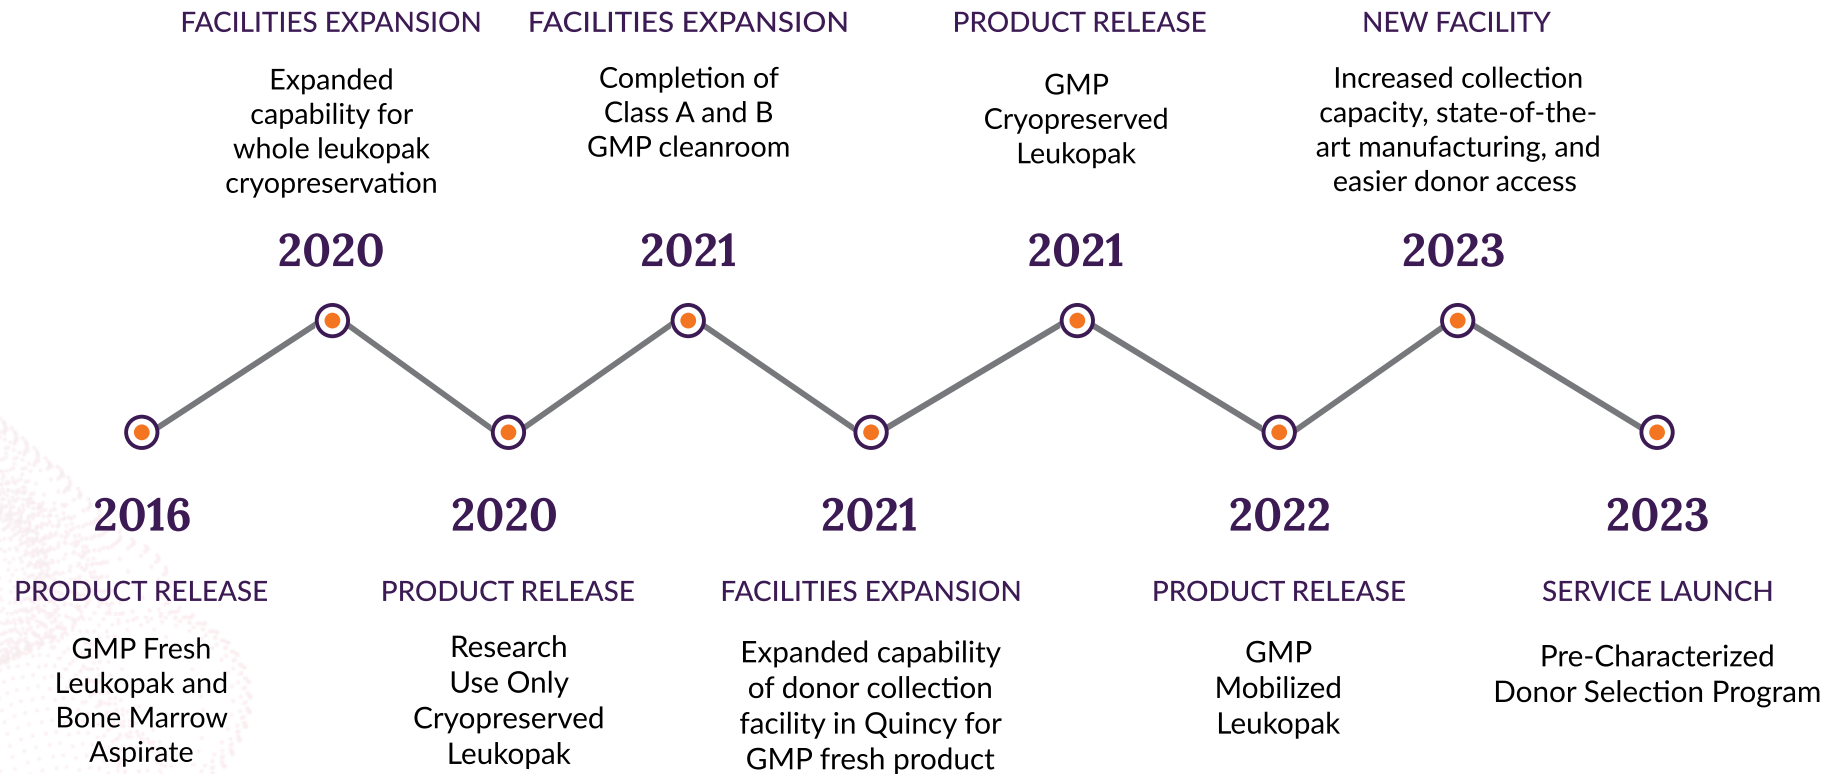 FACILITIES EXPANSION
Expanded
capability for
whole leukopak
cryopreservation
2020
FACILITIES EXPANSION
Completion of
Class A and B
GMP cleanroom
2021
PRODUCT RELEASE
GMP
Cryopreserved
Leukopak
2021
NEW FACILITY
Increased collection
capacity, state-of-the-
art manufacturing, and
easier donor access
2023
2016
PRODUCT RELEASE
GMP Fresh
Leukopak and
Bone Marrow
Aspirate
2020
PRODUCT RELEASE
Research
Use Only
Cryopreserved
Leukopak
2021
FACILITIES EXPANSION
Expanded capability
of donor collection
facility in Quincy for
GMP fresh product
2022
PRODUCT RELEASE
GMP
Mobilized
Leukopak
2023
SERVICE LAUNCH
Pre-Characterized
Donor Selection Program